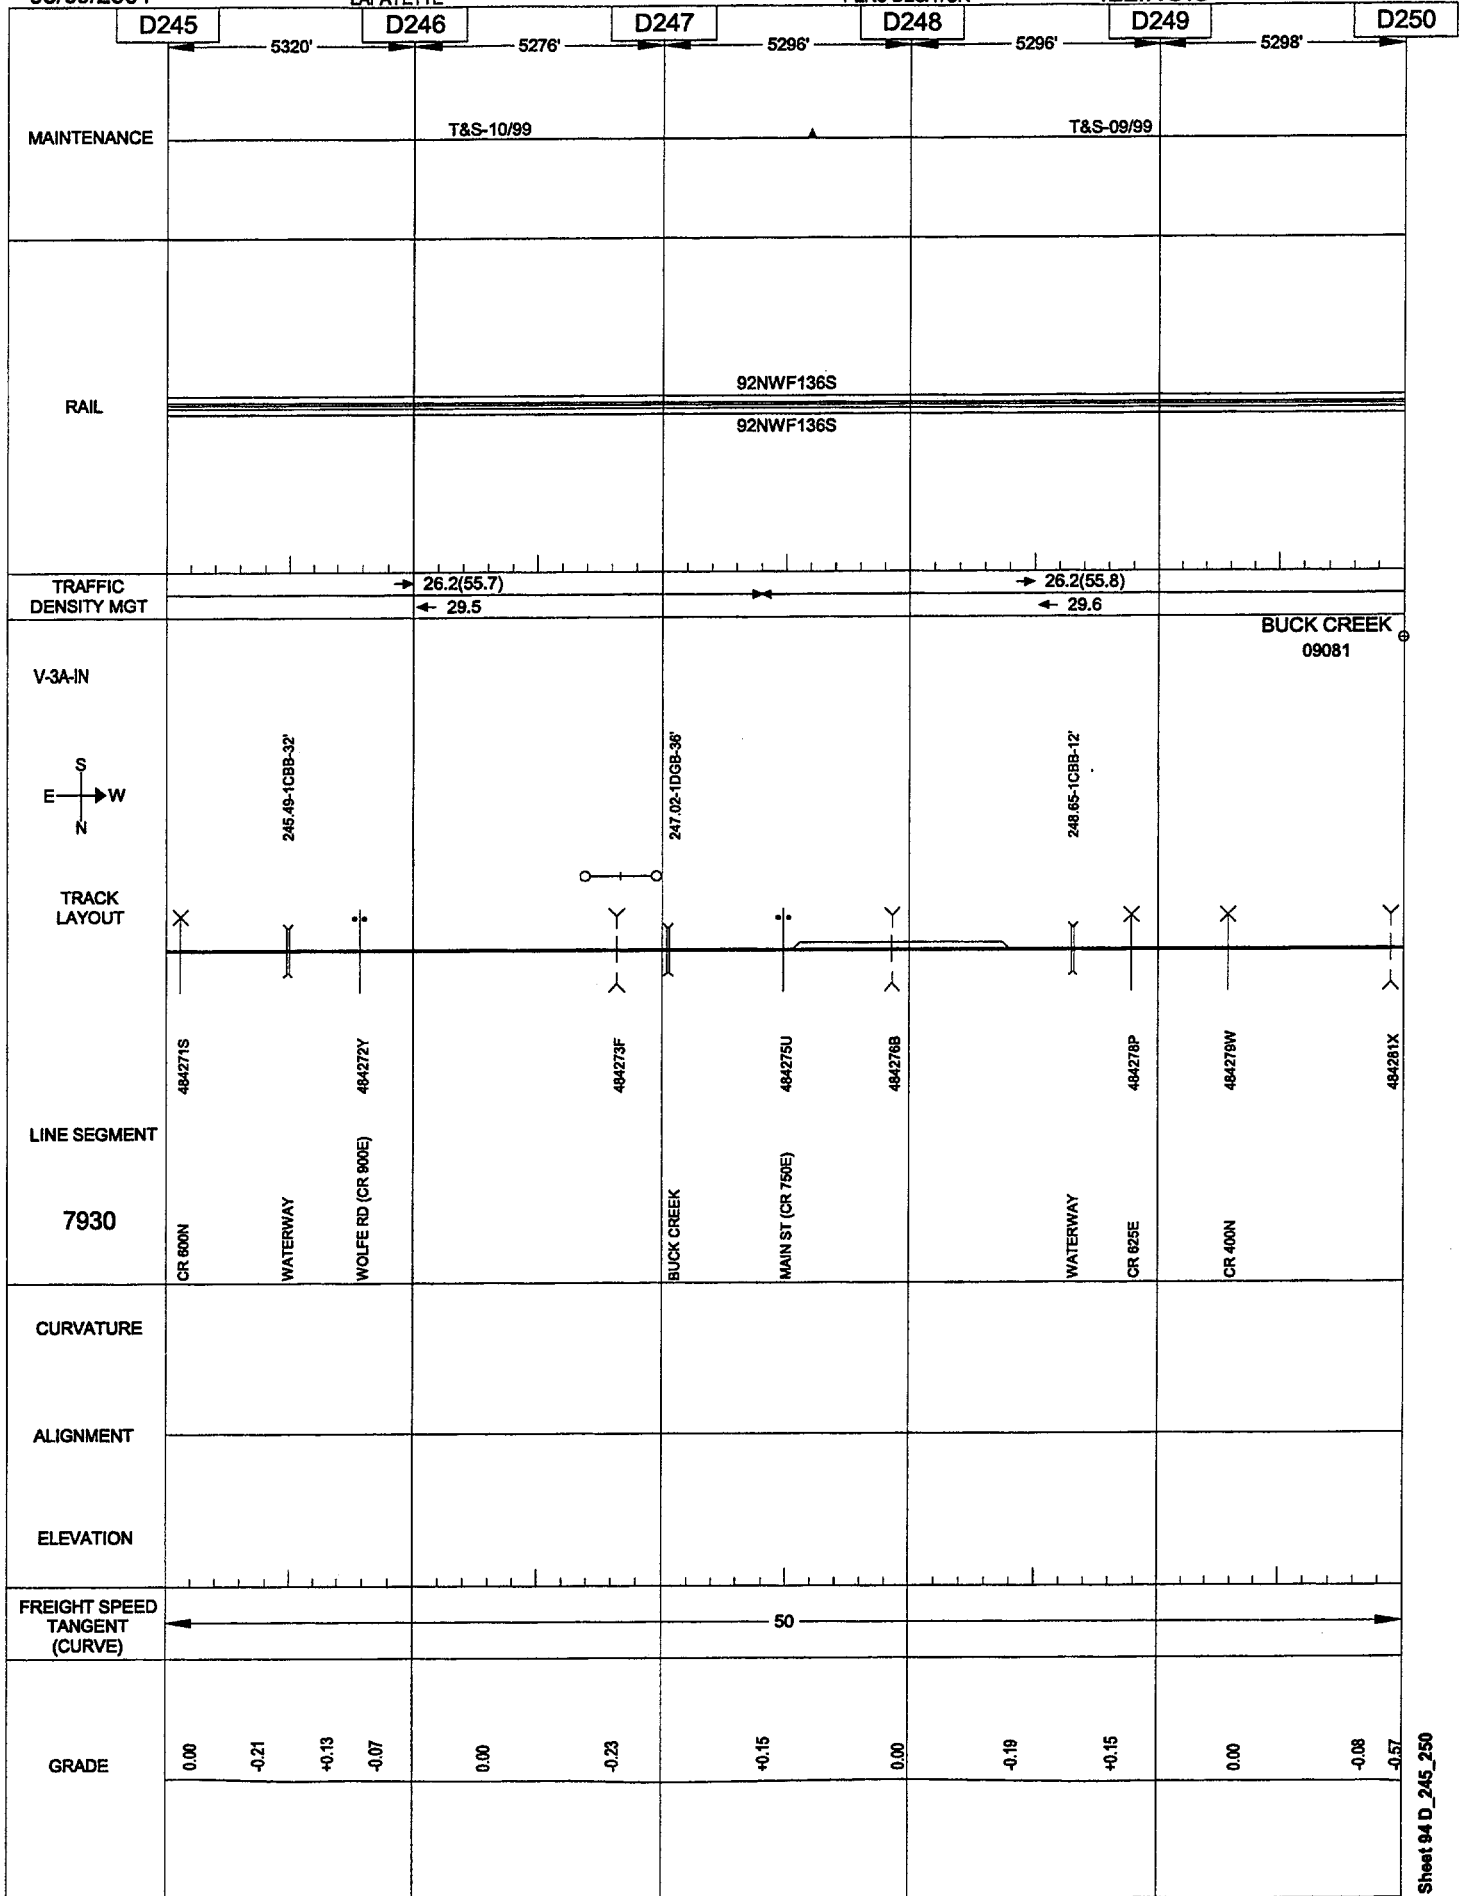 D245 D246 D247 D248 D249 D250
5320' 5276' 5296' 5296' 5298'
MAINTENANCE
T&S-10/99 T&S-09/99
RAIL
92NWF136S
92NWF136S
TRAFFIC
DENSITY MGT
26.2(55.7) 26.2(55.8)
29.5 29.6
BUCK CREEK
09081
V-3A-IN
S
E W
N
245.49-1CBB-32'
247.02-1DGB-36'
248.65-1CBB-12'
TRACK
LAYOUT
484271S
484272Y
484273F
484275U
484276B
484278P
484279W
484281X
LINE SEGMENT
7930
CR 600N
WATERWAY
WOLFE RD (CR 900E)
BUCK CREEK
MAIN ST (CR 750E)
WATERWAY
CR 625E
CR 400N
CURVATURE
ALIGNMENT
ELEVATION
FREIGHT SPEED
TANGENT
(CURVE)
50
GRADE
0.00
-0.21
+0.13
-0.07
0.00
-0.23
+0.15
0.00
-0.19
+0.15
0.00
-0.08
-0.57
Sheet 94 D_245_250